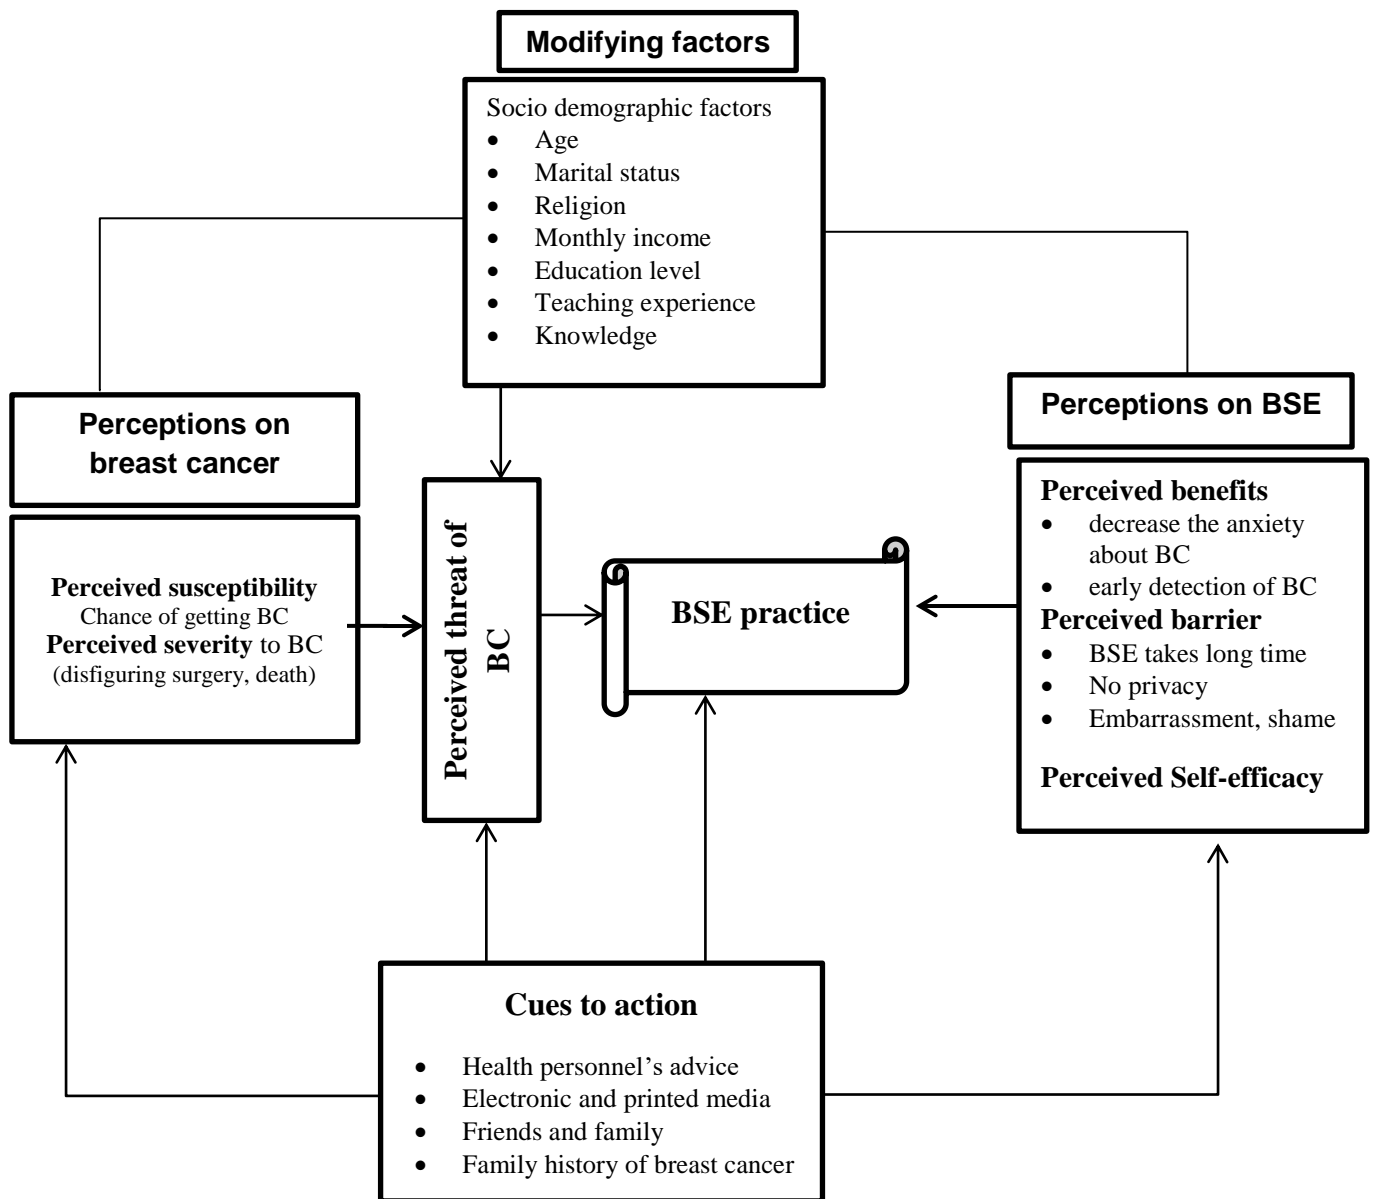 Modifying factors
Socio demographic factors
• Age
• Marital status
• Religion
• Monthly income
• Education level
• Teaching experience
• Knowledge
Perceptions on
breast cancer
Perceived susceptibility
Chance of getting BC
Perceived severity to BC
(disfiguring surgery, death)
Perceived threat of
BC
BSE practice
Perceptions on BSE
Perceived benefits
• decrease the anxiety
about BC
• early detection of BC
Perceived barrier
• BSE takes long time
• No privacy
• Embarrassment, shame
Perceived Self-efficacy
Cues to action
• Health personnel’s advice
• Electronic and printed media
• Friends and family
• Family history of breast cancer